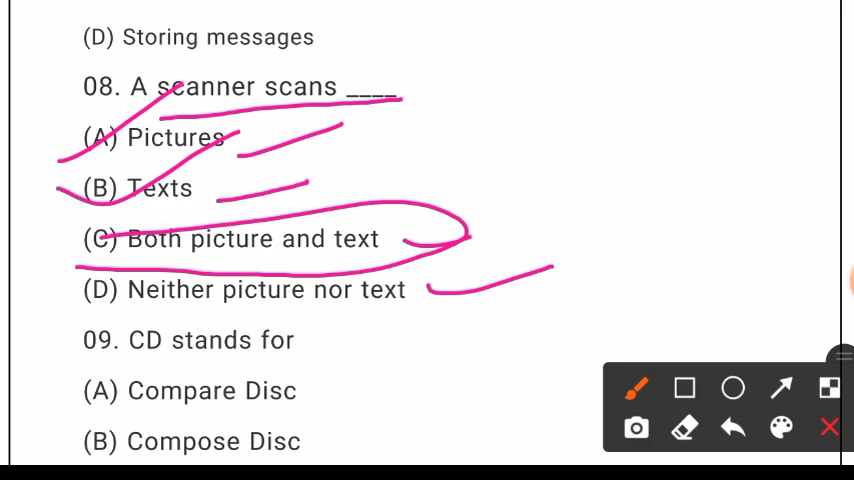 (D) Storing messages
08. A scanner scans ____
(A) Pictures
(B) Texts
(C) Both picture and text
(D) Neither picture nor text
09. CD stands for
(A) Compare Disc
(B) Compose Disc